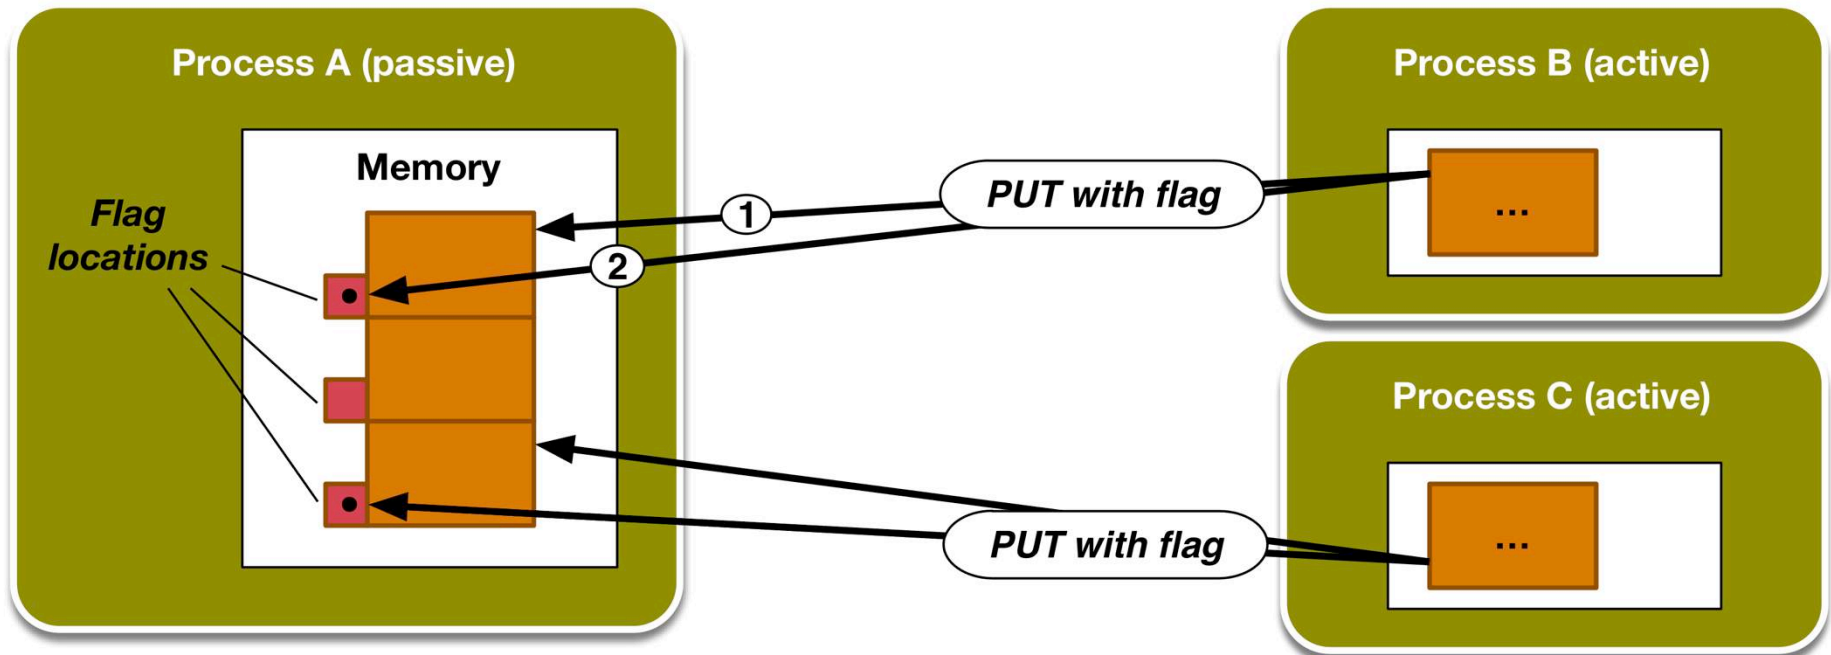 Process A (passive)
Memory
Flag
locations
1
2
PUT with flag
PUT with flag
Process B (active)
...
Process C (active)
...